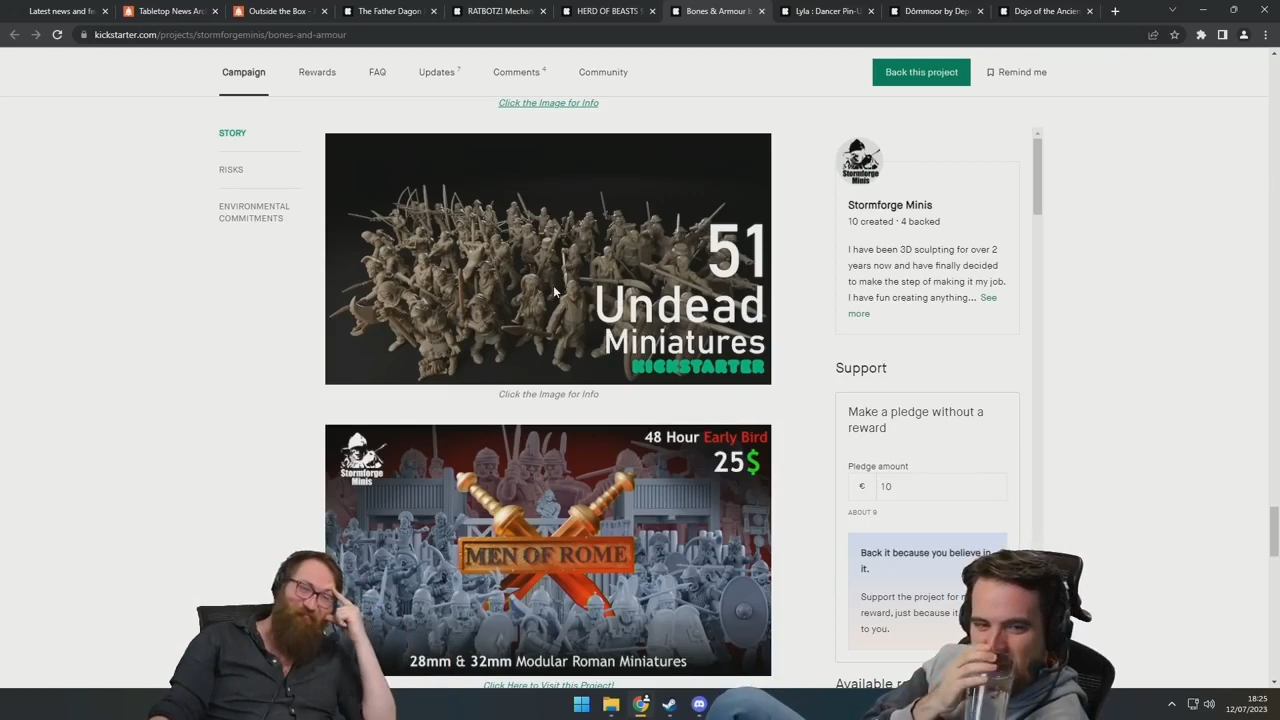 Tabletop News Ar
Outside the Box -
The Father Dagon
RATBOTZ! Mechan
HERD OF BEASTS
Bones & Armour b
Lyla : Dancer Pin-U
Dörmoor by Dep
Dojo of the Ancien
kickstarter.com/projects/stormforgeminis/bones-and-armour
Campaign
Rewards
FAQ
Updates 7
Comments 4
Community
Back this project
Remind me
Click the Image for Info
STORY
RISKS
ENVIRONMENTAL
COMMITMENTS
51
Undead
Miniatures
KICKSTARTER
Click the Image for Info
Stormforge
Minis
48 Hour Early Bird
25$
MEN OF ROME
28mm & 32mm Modular Roman Miniatures
Click Here to Visit this Project!
Stormforge
Minis
Stormforge Minis
10 created · 4 backed
I have been 3D sculpting for over 2
years now and have finally decided
to make the step of making it my job.
I have fun creating anything... See
more
Support
Make a pledge without a
reward
Pledge amount
€
10
ABOUT 9
Back it because you believe in
it.
Support the project for
reward, just because it
to you.
Available
18:25
12/07/2023